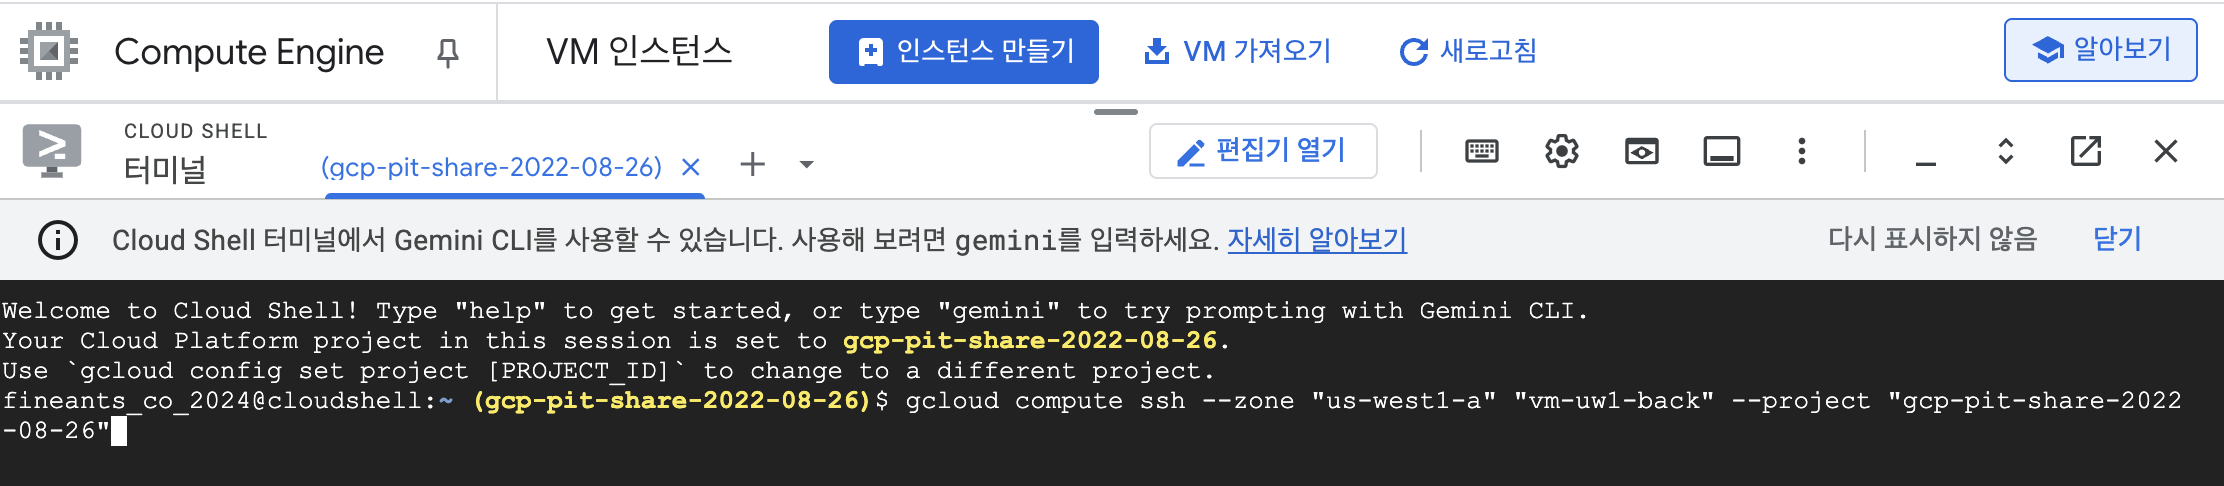 Compute Engine
VM 인스턴스
인스턴스 만들기
VM 가져오기
새로고침
알아보기
CLOUD SHELL
터미널
(gcp-pit-share-2022-08-26)
편집기 열기
Cloud Shell 터미널에서 Gemini CLI를 사용할 수 있습니다. 사용해 보려면 gemini를 입력하세요. 자세히 알아보기
다시 표시하지 않음
닫기
Welcome to Cloud Shell! Type "help" to get started, or type "gemini" to try prompting with Gemini CLI.
Your Cloud Platform project in this session is set to gcp-pit-share-2022-08-26.
Use `gcloud config set project [PROJECT_ID]` to change to a different project.
fineants_co_2024@cloudshell:~ (gcp-pit-share-2022-08-26)$ gcloud compute ssh --zone "us-west1-a" "vm-uw1-back" --project "gcp-pit-share-2022
-08-26"